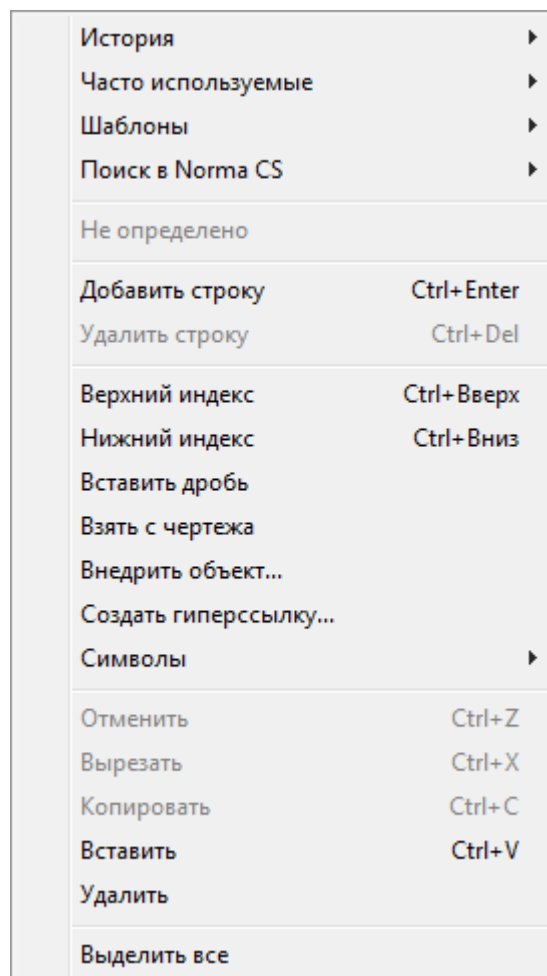 История
Часто используемые
Шаблоны
Поиск в Norma CS
Не определено
Добавить строку Ctrl+Enter
Удалить строку Ctrl+Del
Верхний индекс Ctrl+Вверх
Нижний индекс Ctrl+Вниз
Вставить дробь
Взять с чертежа
Внедрить объект...
Создать гиперссылку...
Символы
Отменить Ctrl+Z
Вырезать Ctrl+X
Копировать Ctrl+C
Вставить Ctrl+V
Удалить
Выделить все